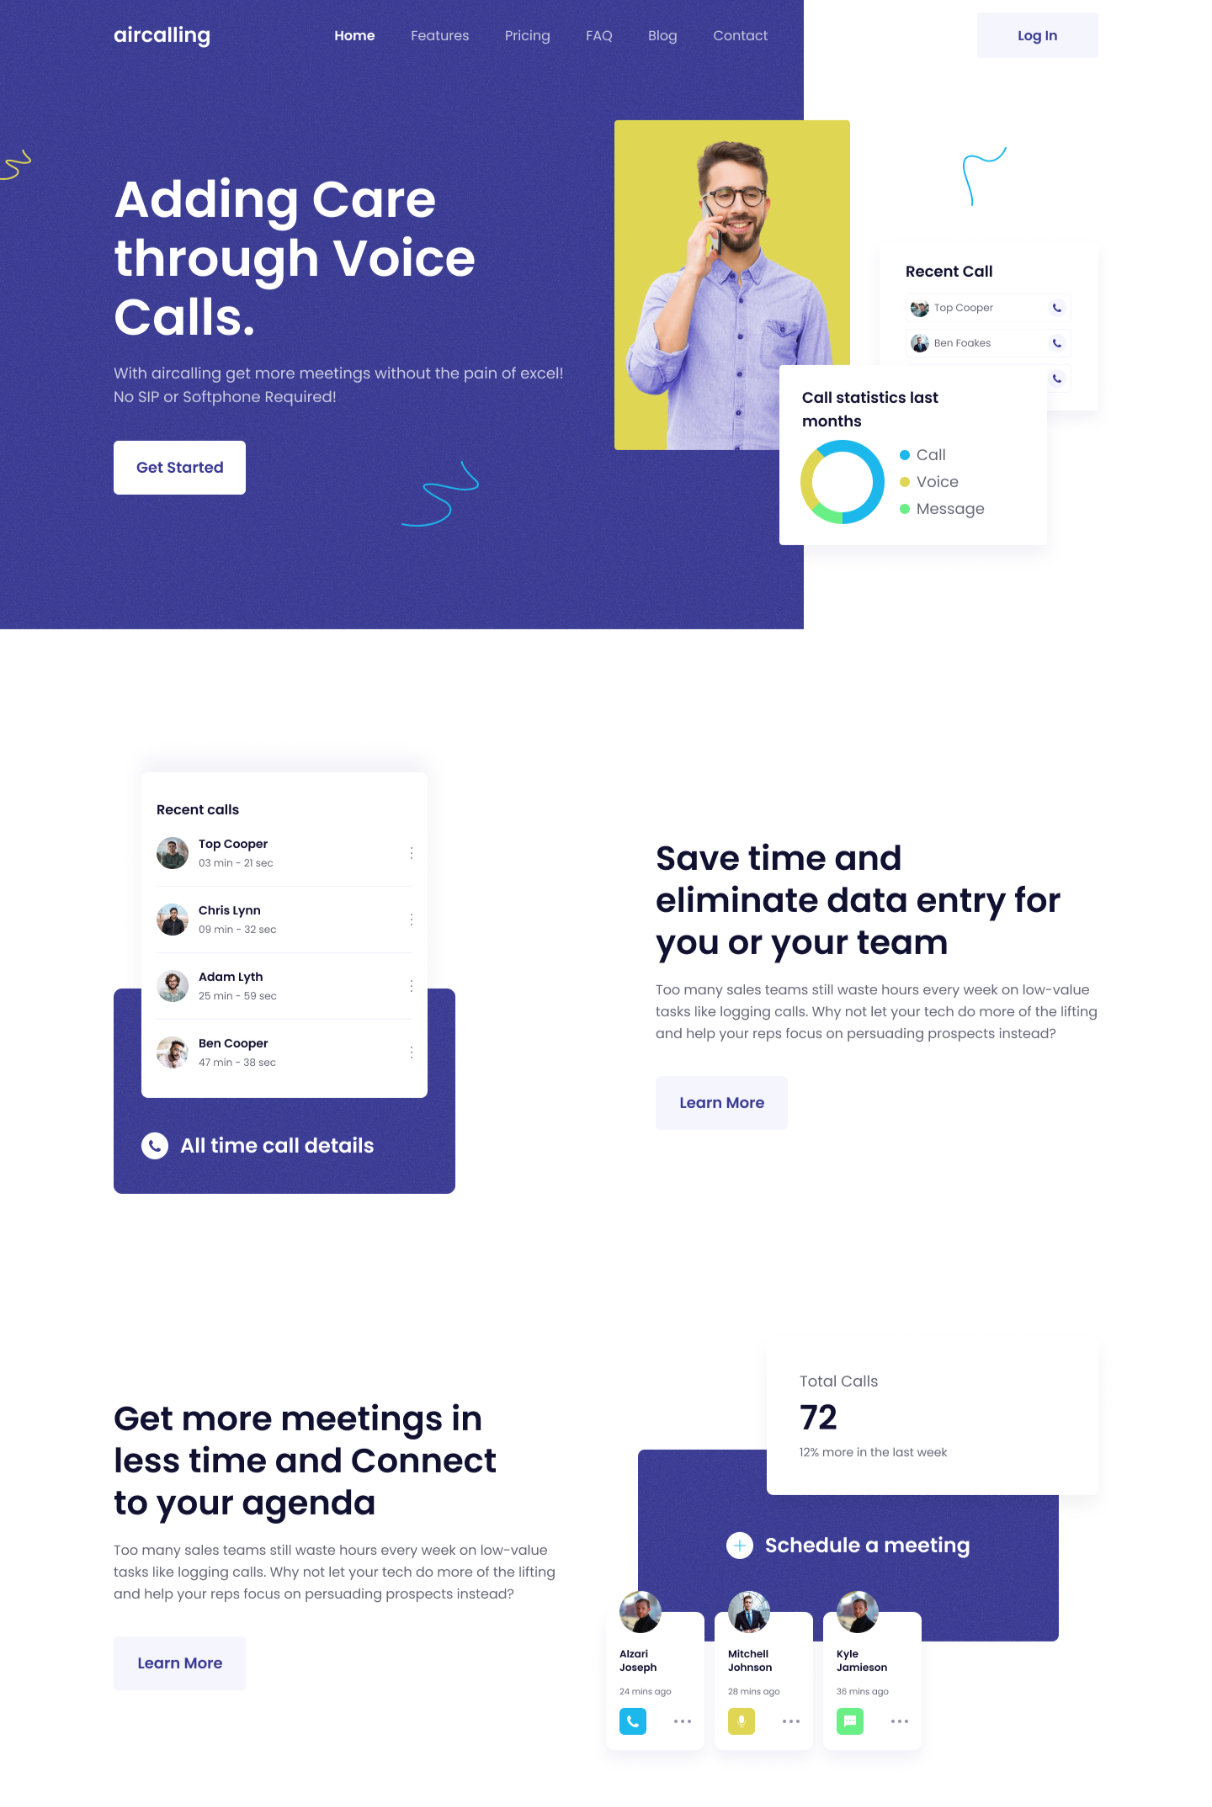 aircalling
Home
Features
Pricing
FAQ
Blog
Contact
Log In
Adding Care
through Voice
Calls.
With aircalling get more meetings without the pain of excel!
No SIP or Softphone Required!
Get Started
Recent Call
Top Cooper
Ben Foakes
Call statistics last
months
Call
Voice
Message
Recent calls
Top Cooper
03 min - 21 sec
Chris Lynn
09 min - 32 sec
Adam Lyth
25 min - 59 sec
Ben Cooper
47 min - 38 sec
All time call details
Save time and
eliminate data entry for
you or your team
Too many sales teams still waste hours every week on low-value
tasks like logging calls. Why not let your tech do more of the lifting
and help your reps focus on persuading prospects instead?
Learn More
Get more meetings in
less time and Connect
to your agenda
Too many sales teams still waste hours every week on low-value
tasks like logging calls. Why not let your tech do more of the lifting
and help your reps focus on persuading prospects instead?
Learn More
Total Calls
72
12% more in the last week
Schedule a meeting
Alzari
Joseph
24 mins ago
Mitchell
Johnson
28 mins ago
Kyle
Jamieson
36 mins ago